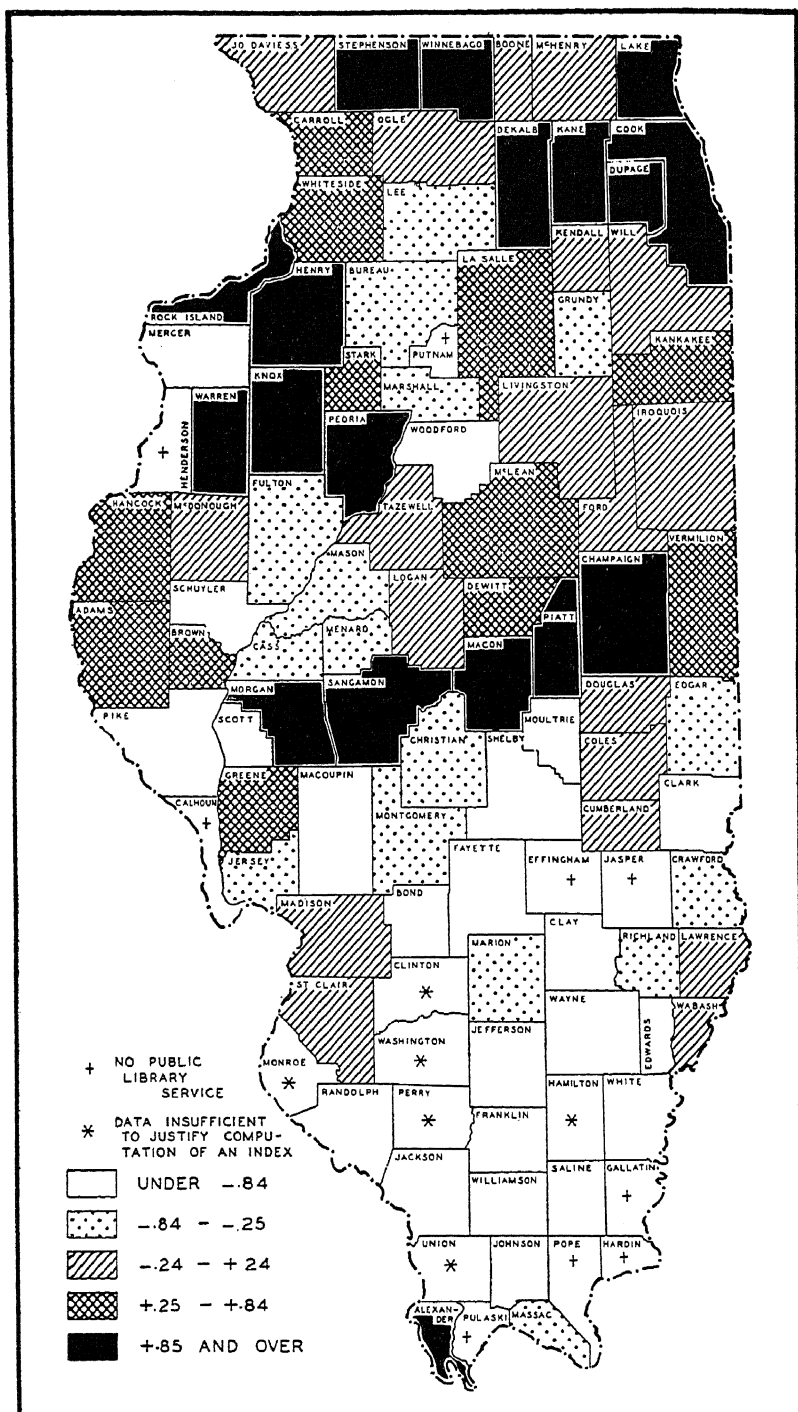 JO DAVIESS
STEPHENSON
WINNEBAGO
BOONE
McHENRY
LAKE
CARROLL
OGLE
DEKALB
KANE
COOK
DUPAGE
WHITESIDE
LEE
KENDALL
WILL
LA SALLE
HENRY
BUREAU
GRUNDY
ROCK ISLAND
MERCER
PUTNAM
KANKAKEE
STARK
KNOX
MARSHALL
LIVINGSTON
WARREN
HENDERSON
PEORIA
IROQUOIS
WOODFORD
FULTON
McLEAN
HANCOCK
McDONOUGH
TAZEWELL
FORD
VERMILION
MASON
CHAMPAIGN
LOGAN
DEWITT
SCHUYLER
ADAMS
PIATT
BROWN
CASS
MENARD
MACON
MORGAN
SANGAMON
DOUGLAS
EDGAR
PIKE
SCOTT
MOULTRIE
CHRISTIAN
SHELBY
COLES
GREENE
MACOUPIN
CLARK
CALHOUN
CUMBERLAND
MONTGOMERY
FAYETTE
JERSEY
EFFINGHAM
JASPER
CRAWFORD
BOND
MADISON
CLAY
MARION
RICHLAND
LAWRENCE
CLINTON
ST CLAIR
WAYNE
EDWARDS
WABASH
JEFFERSON
WASHINGTON
MONROE
RANDOLPH
PERRY
HAMILTON
WHITE
FRANKLIN
JACKSON
WILLIAMSON
SALINE
GALLATIN
UNION
JOHNSON
POPE
HARDIN
ALEXAN-
DER
PULASKI
MASSAC
+ NO PUBLIC
LIBRARY
SERVICE
* DATA INSUFFICIENT
TO JUSTIFY COMPU-
TATION OF AN INDEX
UNDER -.84
-.84 - -.25
-.24 - +.24
+.25 - +.84
+.85 AND OVER